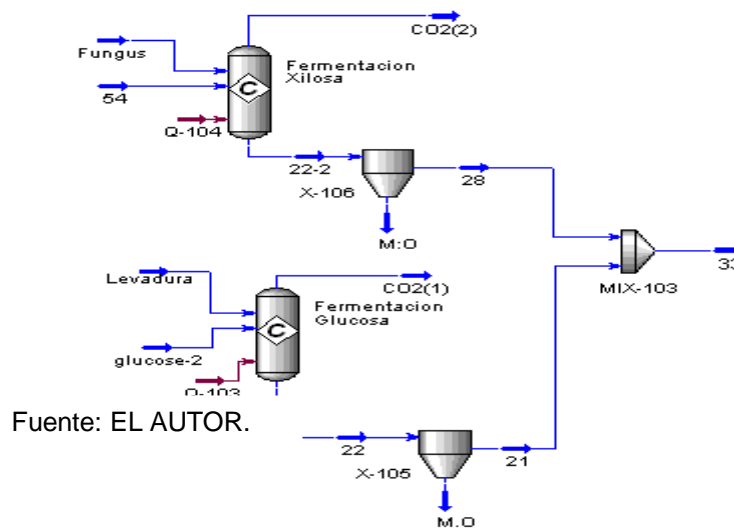 CO2(2)
Fungus
Fermentacion
Xilosa
C
54
Q-104
22-2
28
X-106
M:O
33
MIX-103
Levadura
CO2(1)
Fermentacion
Glucosa
C
glucose-2
Q-103
Fuente: EL AUTOR.
22
21
X-105
M.O